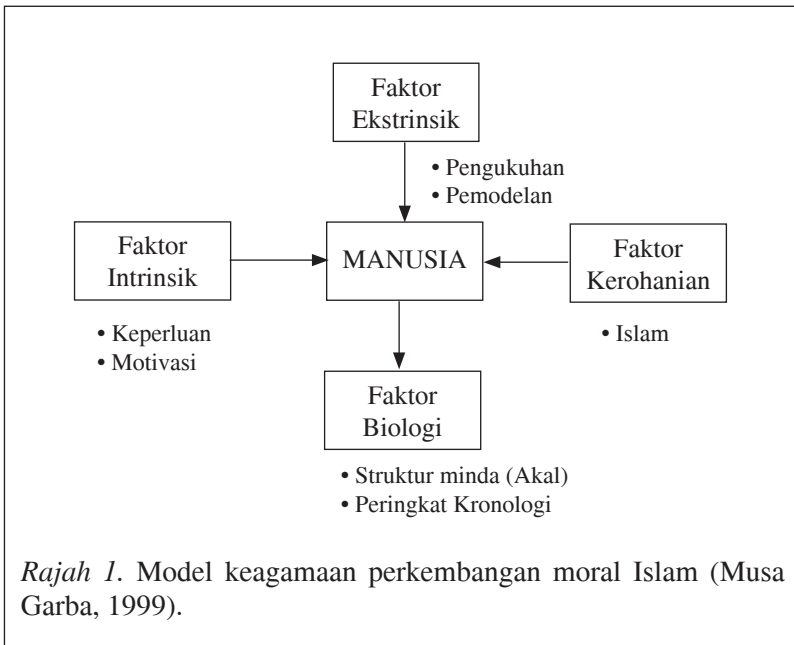 Faktor
Ekstrinsik
• Pengukuhan
• Pemodelan
Faktor
Intrinsik
MANUSIA
Faktor
Kerohanian
• Keperluan
• Motivasi
• Islam
Faktor
Biologi
• Struktur minda (Akal)
• Peringkat Kronologi
Rajah 1. Model keagamaan perkembangan moral Islam (Musa
Garba, 1999).